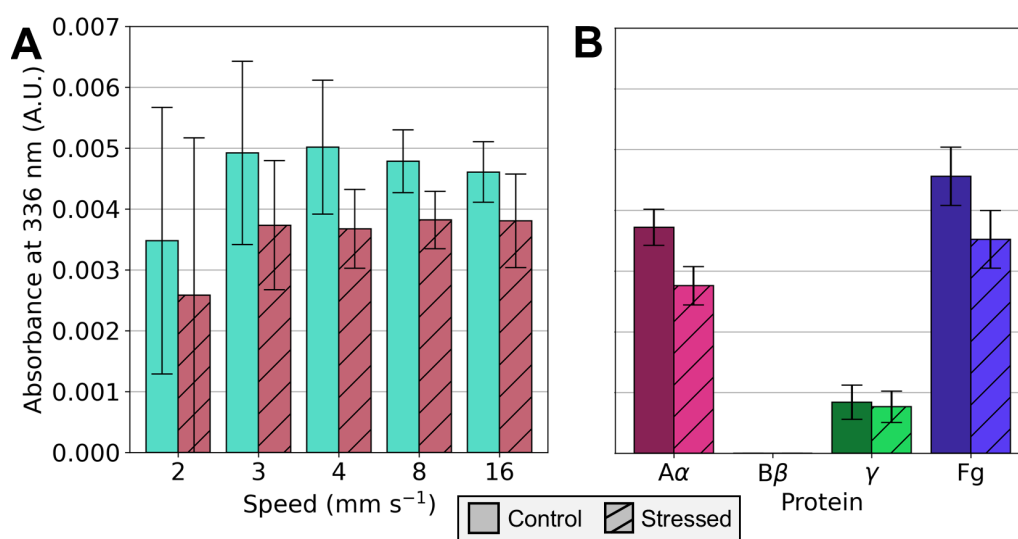 A
B
Absorbance at 336 nm (A.U.)
0.007
0.006
0.005
0.004
0.003
0.002
0.001
0.000
2 3 4 8 16
Speed (mm s⁻¹)
Aα Bβ γ Fg
Protein
Control Stressed